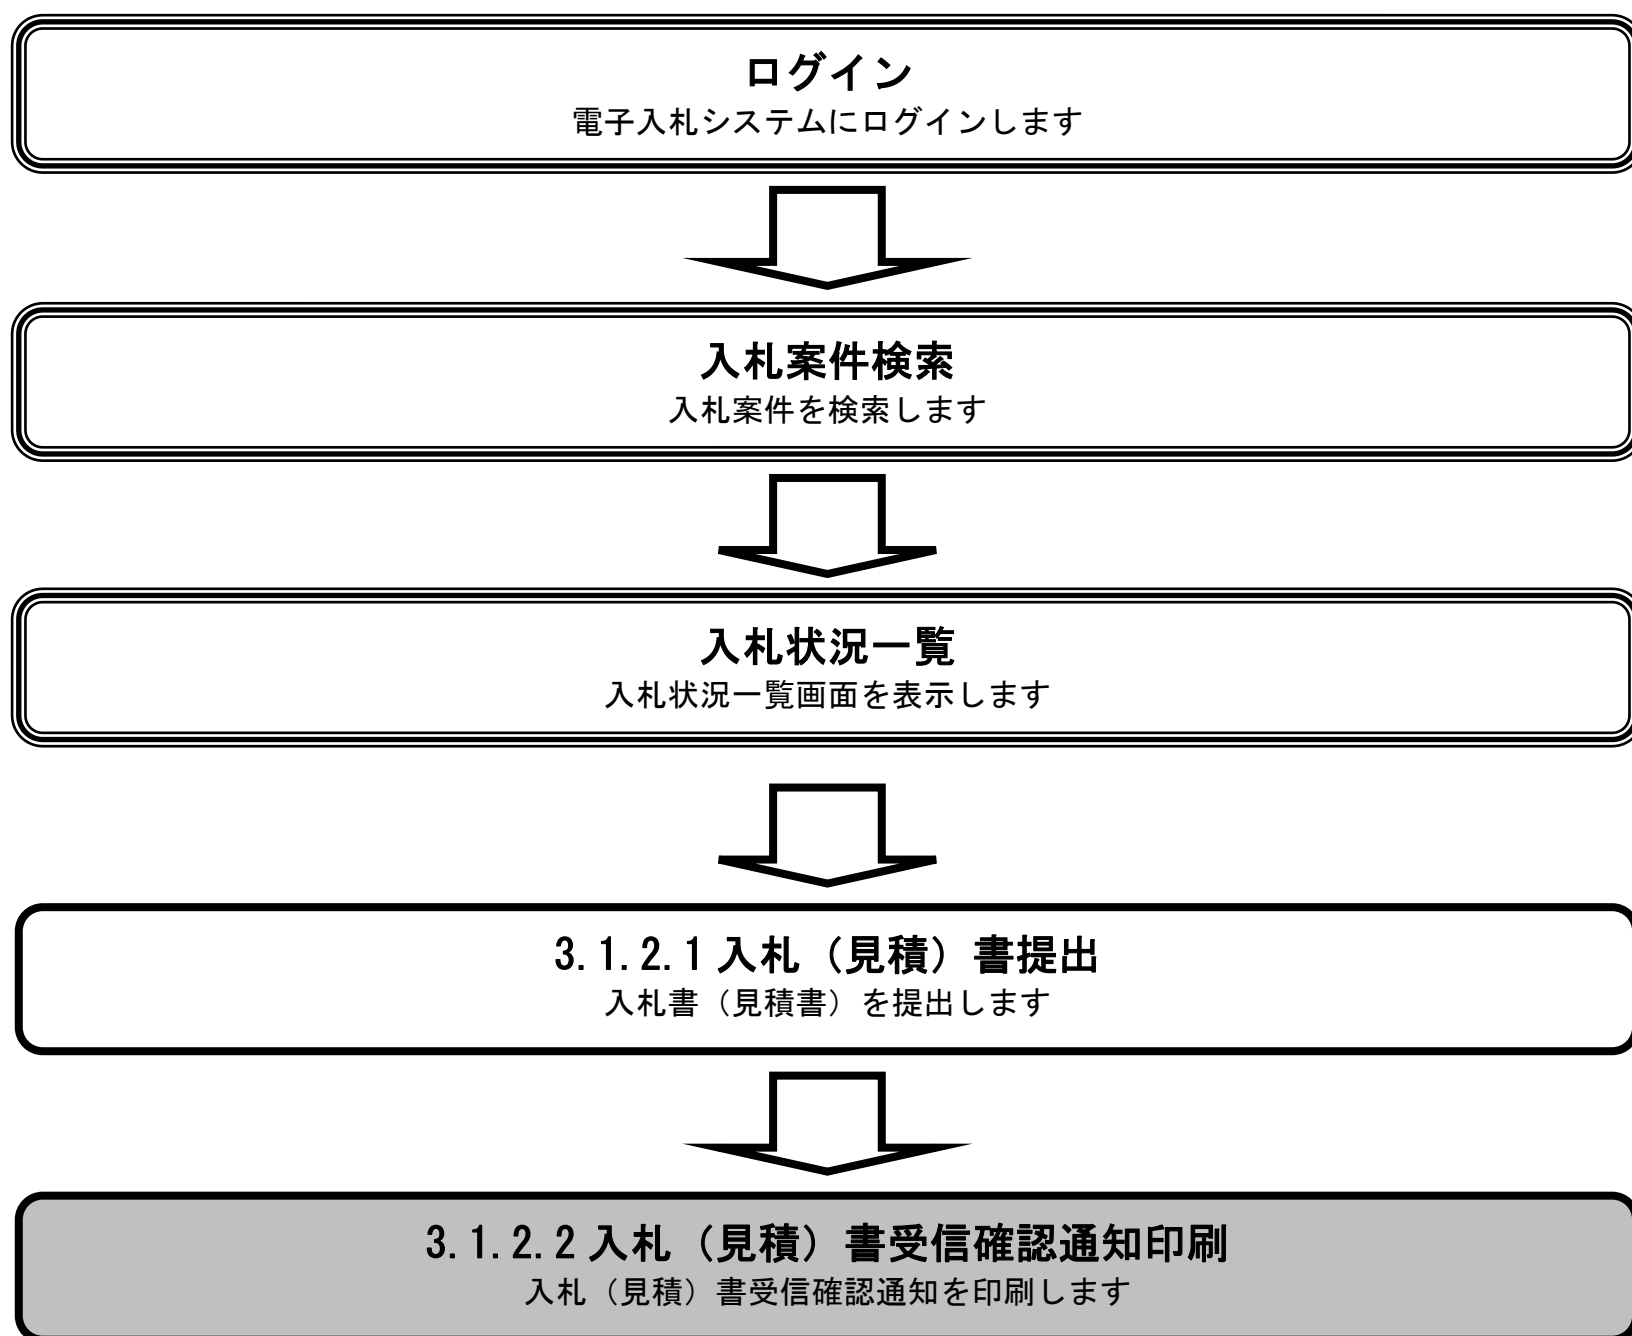 ログイン
電子入札システムにログインします
入札案件検索
入札案件を検索します
入札状況一覧
入札状況一覧画面を表示します
3.1.2.1入札（見積）書提出
入札書（見積書）を提出します
3.1.2.2入札（見積）書受信確認通知印刷
入札（見積）書受信確認通知を印刷します